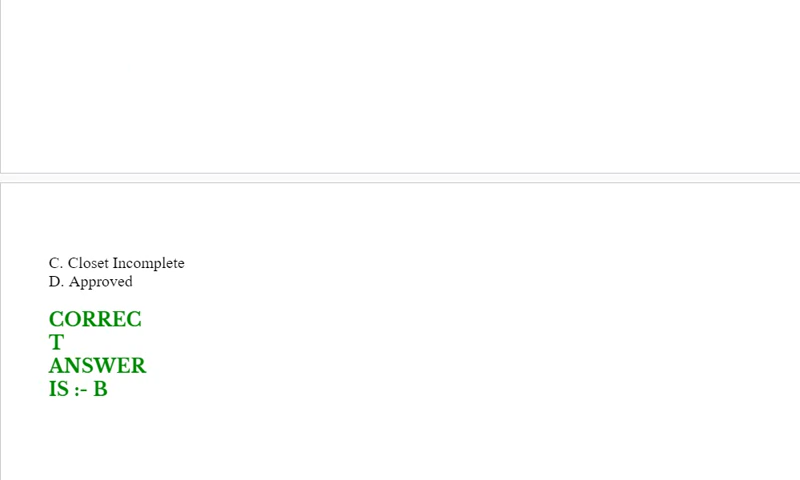 C. Closet Incomplete
D. Approved
CORREC
T
ANSWER
IS :- B